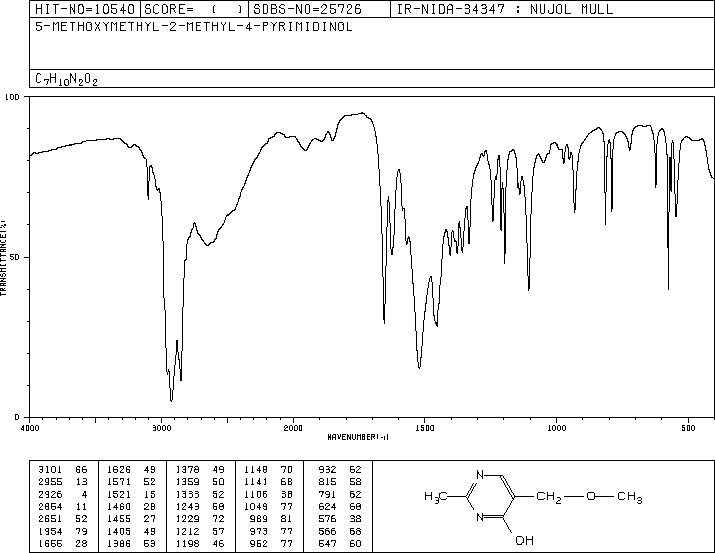 HIT-NO=10540 SCORE= ( ) SDBS-NO=25726 IR-NIDA-34347 : NUJOL MULL
5-METHOXYMETHYL-2-METHYL-4-PYRIMIDINOL
C7H10N2O2
100
50
0
TRANSMITTANCE(%)
4000 3000 2000 1500 1000 500
WAVENUMBER(-1)
3101 66 1626 49 1378 49 1148 70 932 62
2955 13 1571 52 1359 50 1141 68 815 58
2926 4 1521 15 1333 52 1106 38 791 62
2854 11 1460 28 1243 60 1049 77 624 68
2651 52 1455 27 1229 72 989 81 576 38
1954 79 1405 49 1212 57 973 77 566 68
1655 28 1386 53 1198 46 952 77 547 60
N
H3C
CH2
O
CH3
N
OH